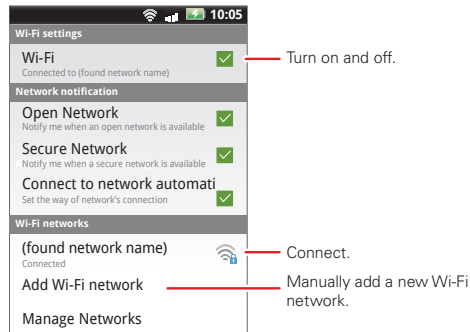 10:05
Wi-Fi settings
Wi-Fi
Connected to (found network name)
Turn on and off.
Network notification
Open Network
Notify me when an open network is available
Secure Network
Notify me when a secure network is available
Connect to network automati
Set the way of network's connection
Wi-Fi networks
(found network name)
Connected
Connect.
Add Wi-Fi network
Manually add a new Wi-Fi
network.
Manage Networks